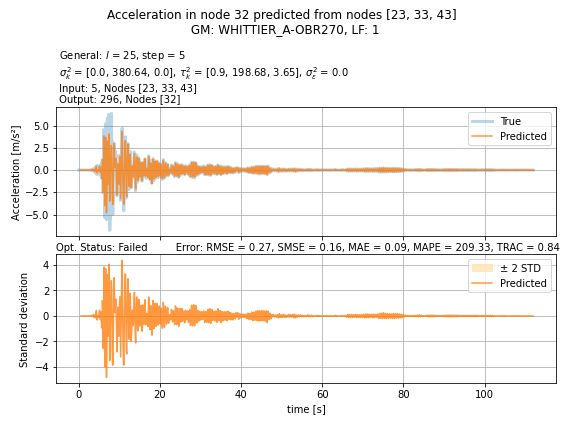 Acceleration in node 32 predicted from nodes [23, 33, 43]
GM: WHITTIER_A-OBR270, LF: 1
General: l = 25, step = 5
σ²ₖ = [0.0, 380.64, 0.0], τ²ₖ = [0.9, 198.68, 3.65], σ²ε = 0.0
Input: 5, Nodes [23, 33, 43]
Output: 296, Nodes [32]
True
Predicted
Acceleration [m/s²]
5.0
2.5
0.0
−2.5
−5.0
Opt. Status: Failed Error: RMSE = 0.27, SMSE = 0.16, MAE = 0.09, MAPE = 209.33, TRAC = 0.84
± 2 STD
Predicted
Standard deviation
4
2
0
−2
−4
0 20 40 60 80 100
time [s]